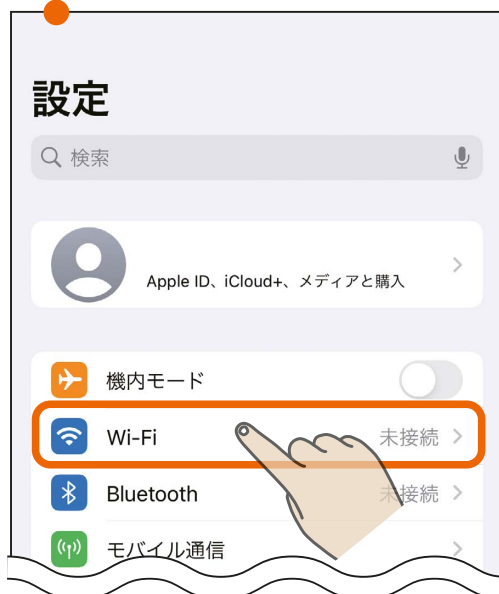 設定
検索
Apple ID、iCloud+、メディアと購入
機内モード
Wi-Fi 未接続
Bluetooth 未接続
モバイル通信